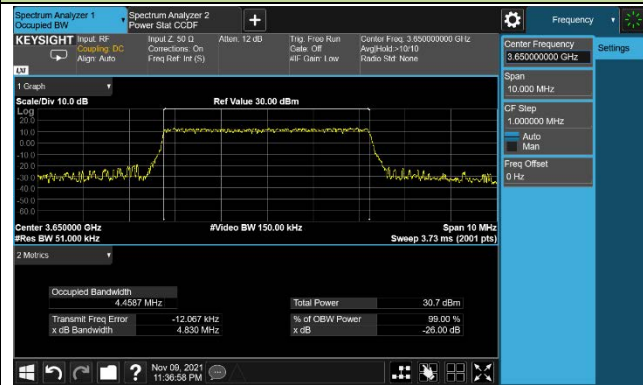 Spectrum Analyzer 1
Occupied BW
Spectrum Analyzer 2
Power Stat CCDF
Frequency
KEYSIGHT
Input: RF
Coupling: DC
Align: Auto
Input Z: 50 Ω
Corrections: On
Freq Ref: Int (S)
Atten: 12 dB
Trig: Free Run
Gate: Off
#IF Gain: Low
Center Freq: 3.650000000 GHz
Avg|Hold:>10/10
Radio Std: None
LXI
Center Frequency
3.650000000 GHz
Settings
Span
10.000 MHz
CF Step
1.000000 MHz
Auto
Man
Freq Offset
0 Hz
1 Graph
Scale/Div 10.0 dB
Ref Value 30.00 dBm
Log
20.0
10.0
0.00
-10.0
-20.0
-30.0
-40.0
-50.0
-60.0
Center 3.650000 GHz
#Video BW 150.00 kHz
Span 10 MHz
#Res BW 51.000 kHz
Sweep 3.73 ms (2001 pts)
2 Metrics
Occupied Bandwidth
4.4587 MHz
Total Power
30.7 dBm
Transmit Freq Error
-12.067 kHz
% of OBW Power
99.00 %
x dB Bandwidth
4.830 MHz
x dB
-26.00 dB
Nov 09, 2021
11:36:58 PM